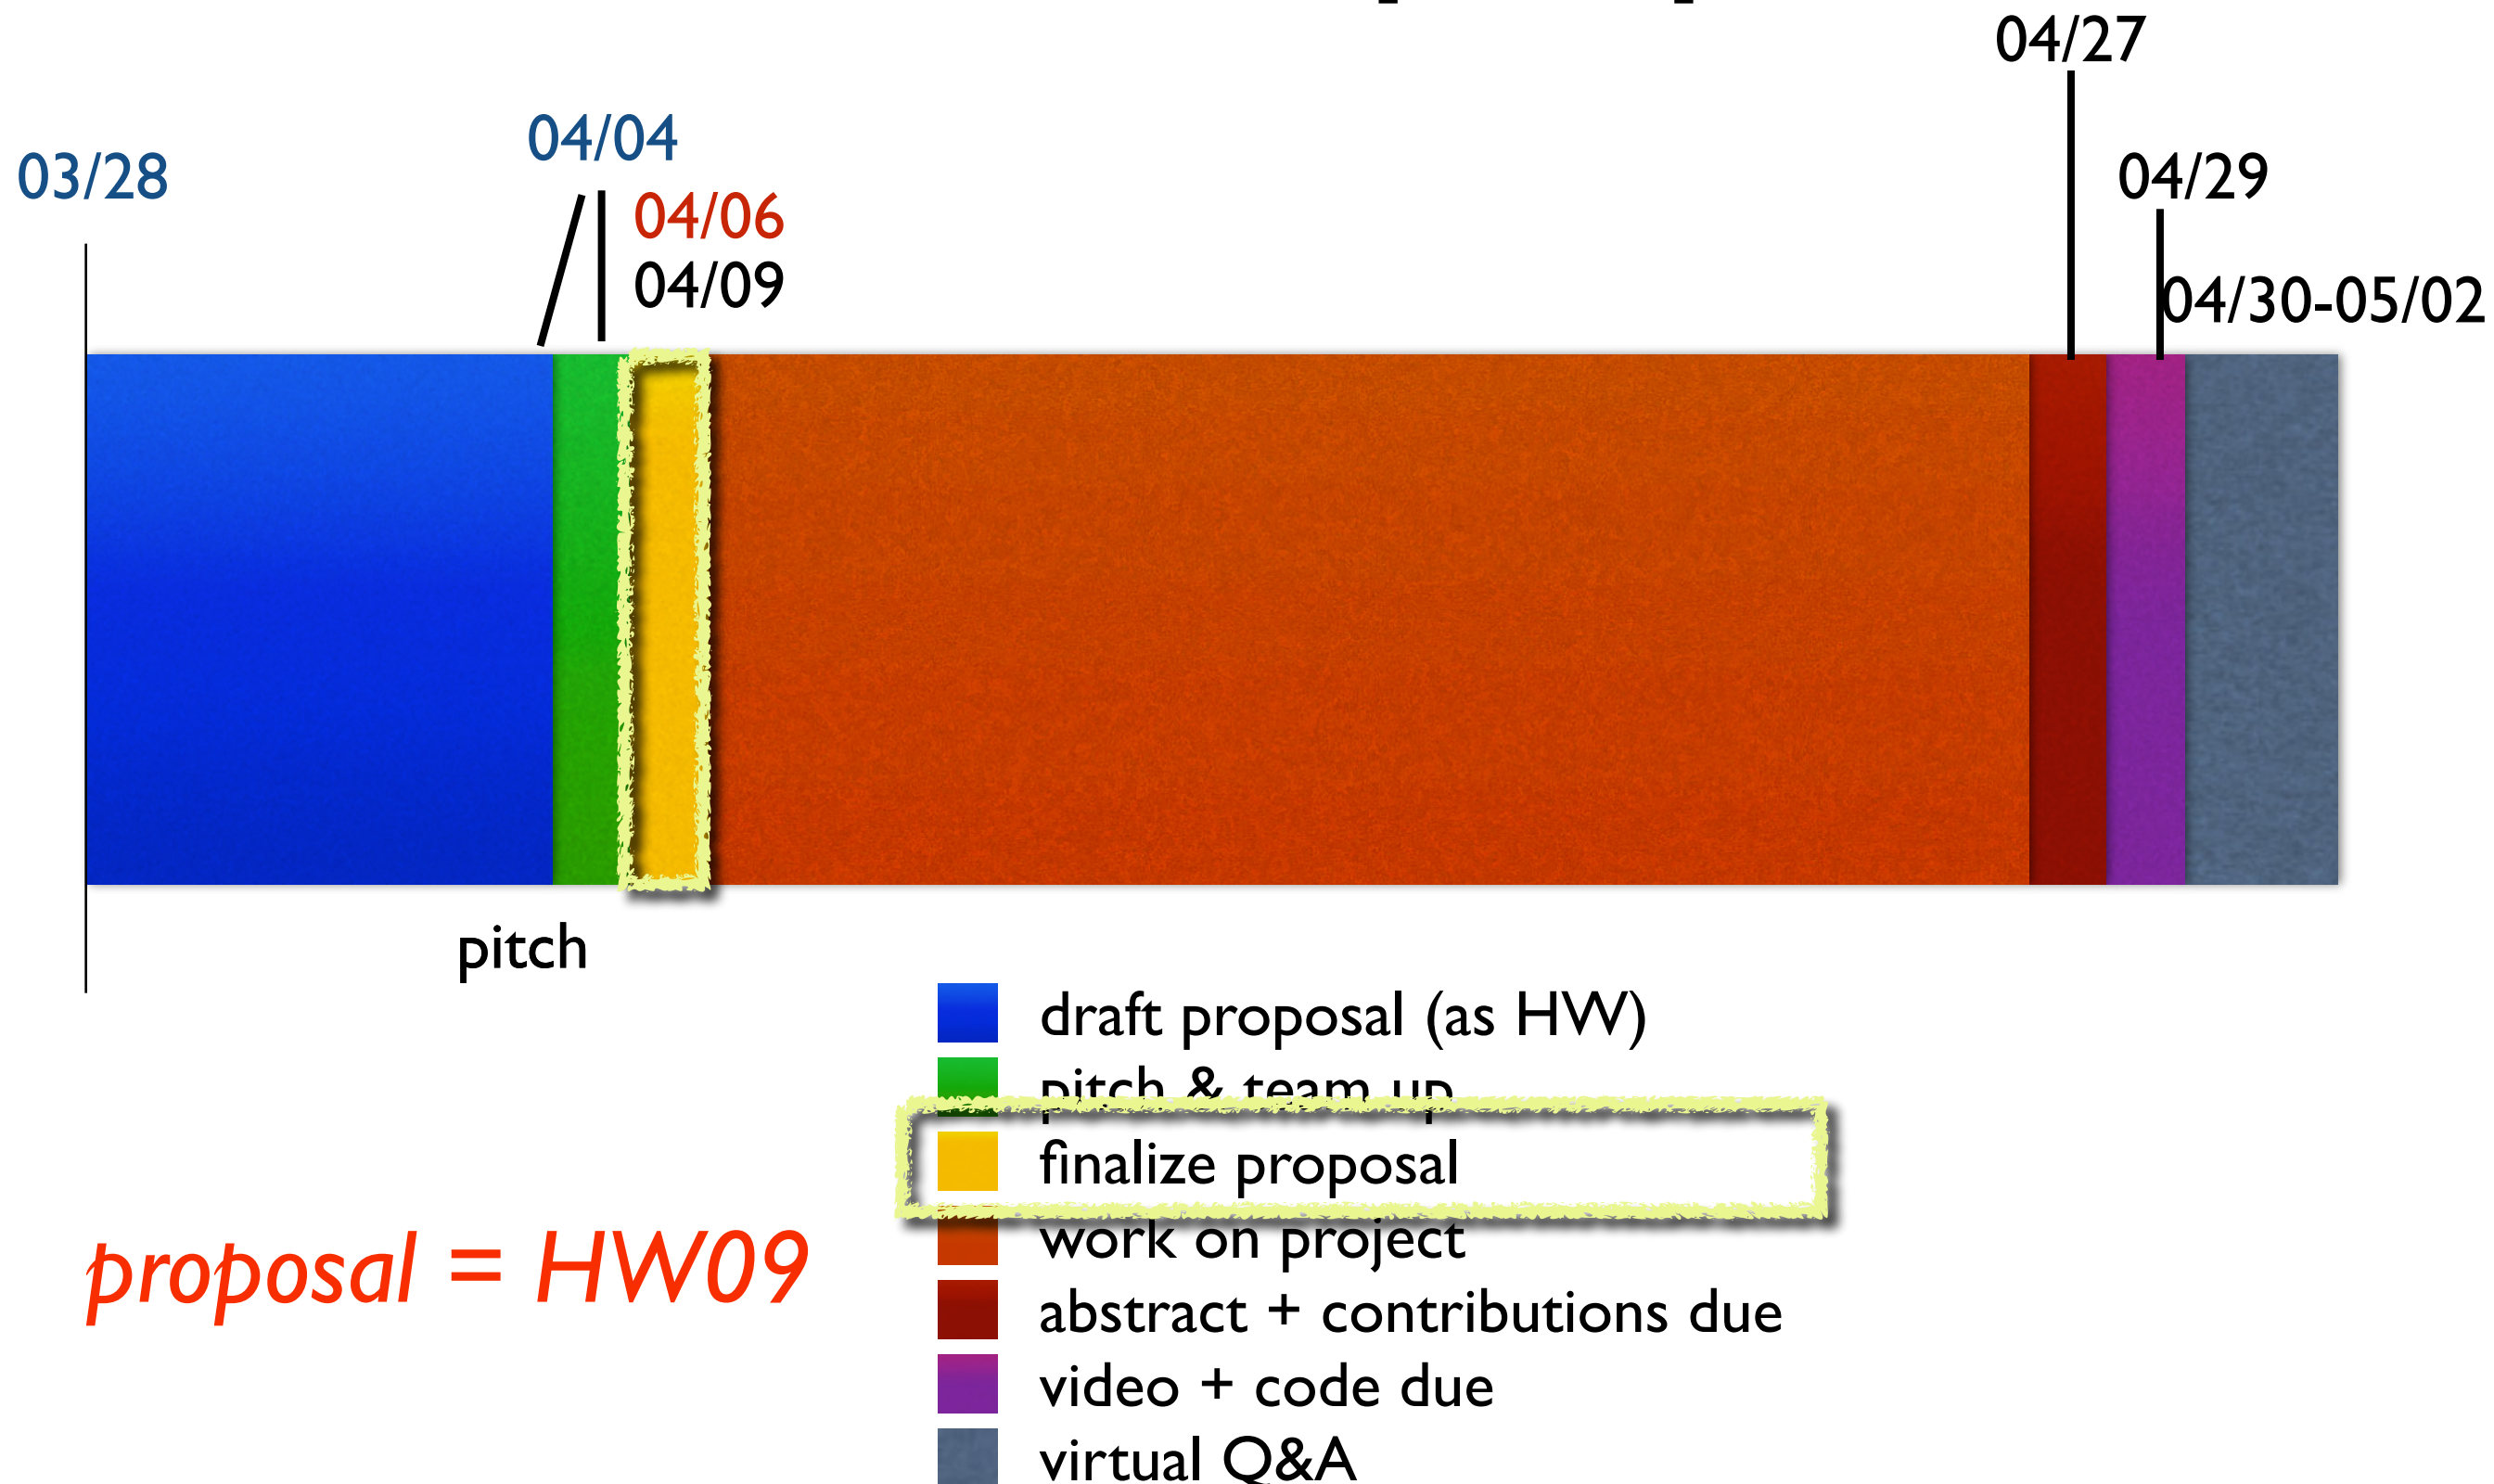 04/27
04/04
03/28
04/29
04/06
04/09
04/30-05/02
pitch
draft proposal (as HW)
pitch & team up
finalize proposal
work on project
proposal = HW09
abstract + contributions due
video + code due
virtual Q&A